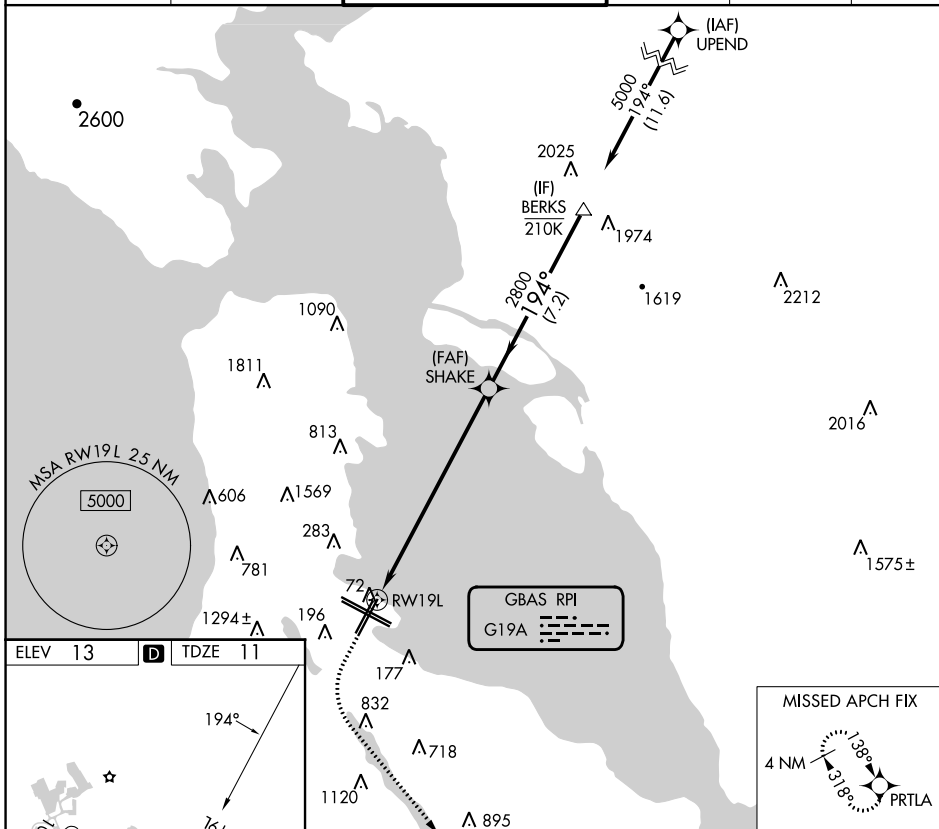 (IAF)
UPEND
5000
194°
(11.6)
2600
2025
(IF)
BERKS
210K
1974
2800
194°
(7.2)
1619
2212
1090
(FAF)
SHAKE
1811
2016
813
MSA RW19L 25 NM
5000
606
1569
283
781
1575±
72
RW19L
GBAS RPI
G19A
1294±
196
ELEV 13
D
TDZE 11
177
194°
832
718
1120
895
MISSED APCH FIX
4 NM
138°
318°
PRTLA